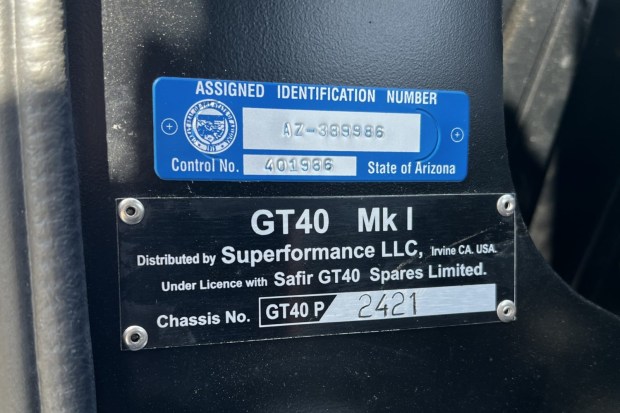 ASSIGNED IDENTIFICATION NUMBER
AZ-389986
Control No. 401986 State of Arizona
GT40 Mk I
Distributed by Superformance LLC, Irvine CA. USA.
Under Licence with Safir GT40 Spares Limited.
Chassis No. GT40 P 2421